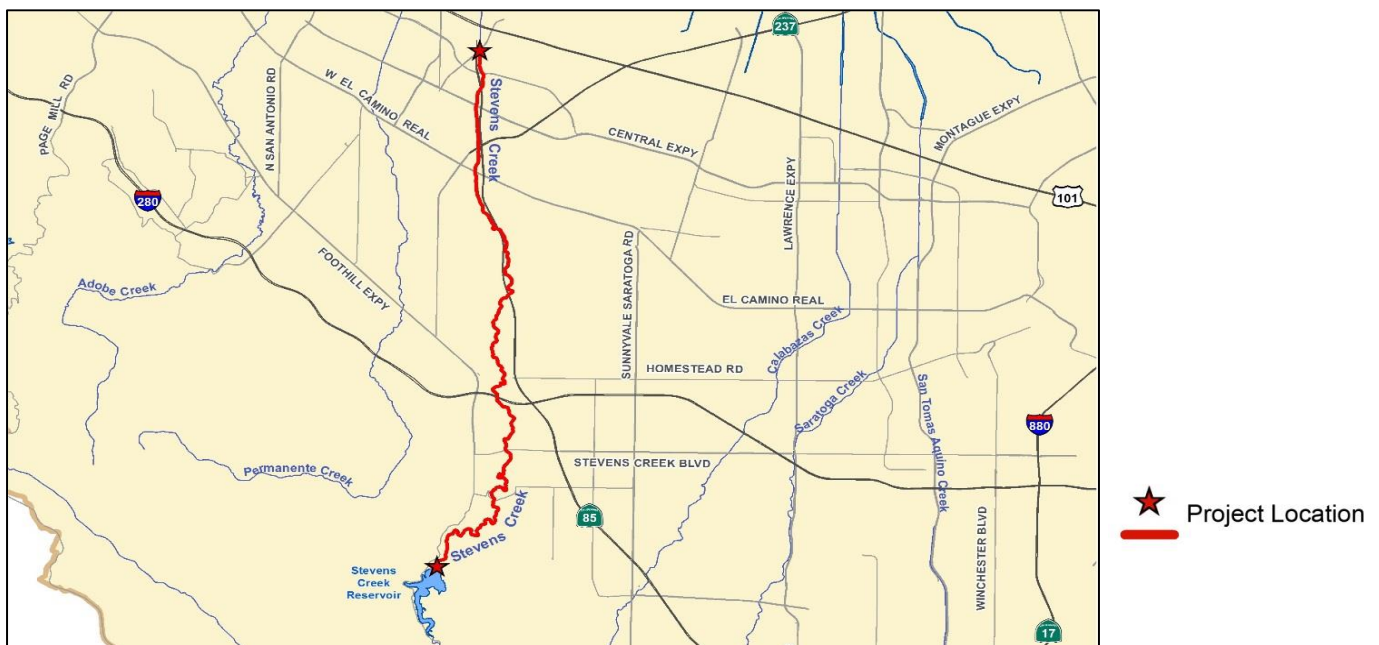 237
PAGE MILL RD
N SAN ANTONIO RD
W EL CAMINO REAL
Stevens Creek
CENTRAL EXPY
MONTAGUE EXPY
LAWRENCE EXPY
280
101
FOOTHILL EXPY
Adobe Creek
SUNNYVALE SARATOGA RD
EL CAMINO REAL
Calabazas Creek
HOMESTEAD RD
Saratoga Creek
San Tomas Aquino Creek
880
Permanente Creek
STEVENS CREEK BLVD
85
Stevens Creek
WINCHESTER BLVD
Stevens
Creek
Reservoir
17
Project Location